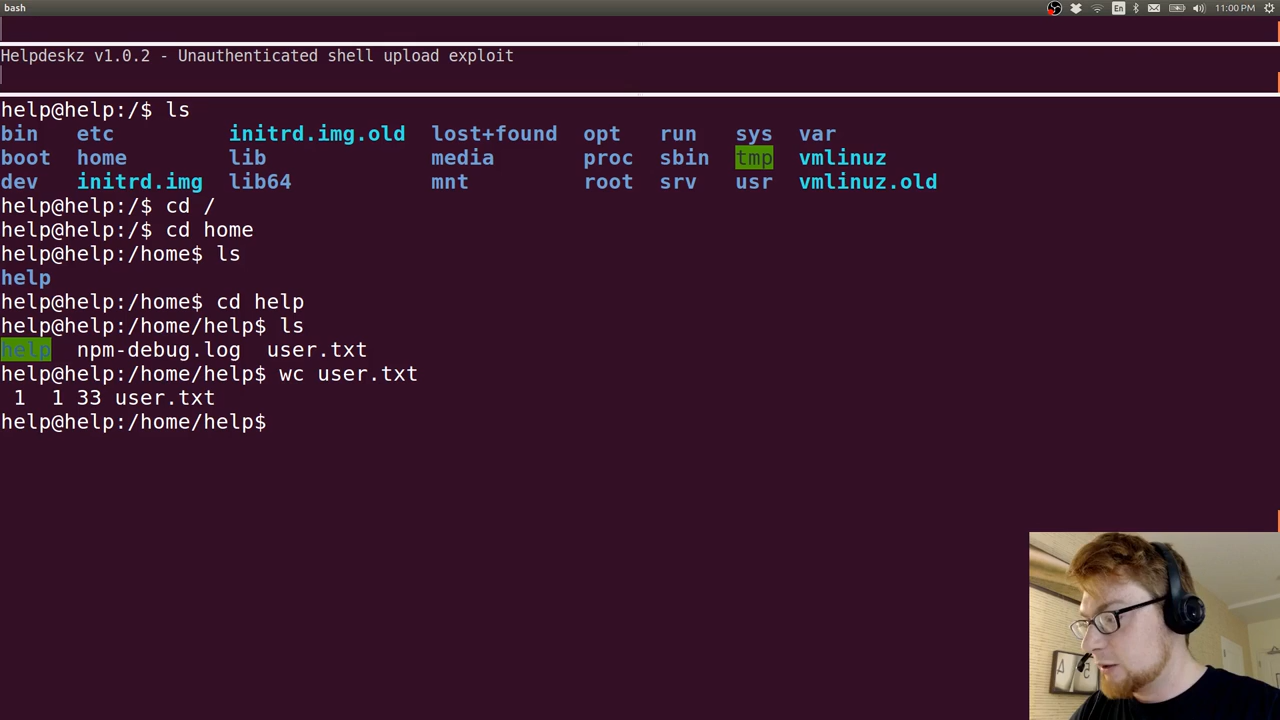 bash
En
11:00 PM
Helpdeskz v1.0.2 - Unauthenticated shell upload exploit
help@help:/$ ls
bin etc initrd.img.old lost+found opt run sys var
boot home lib media proc sbin tmp vmlinuz
dev initrd.img lib64 mnt root srv usr vmlinuz.old
help@help:/$ cd /
help@help:/$ cd home
help@help:/home$ ls
help
help@help:/home$ cd help
help@help:/home/help$ ls
help npm-debug.log user.txt
help@help:/home/help$ wc user.txt
1 1 33 user.txt
help@help:/home/help$